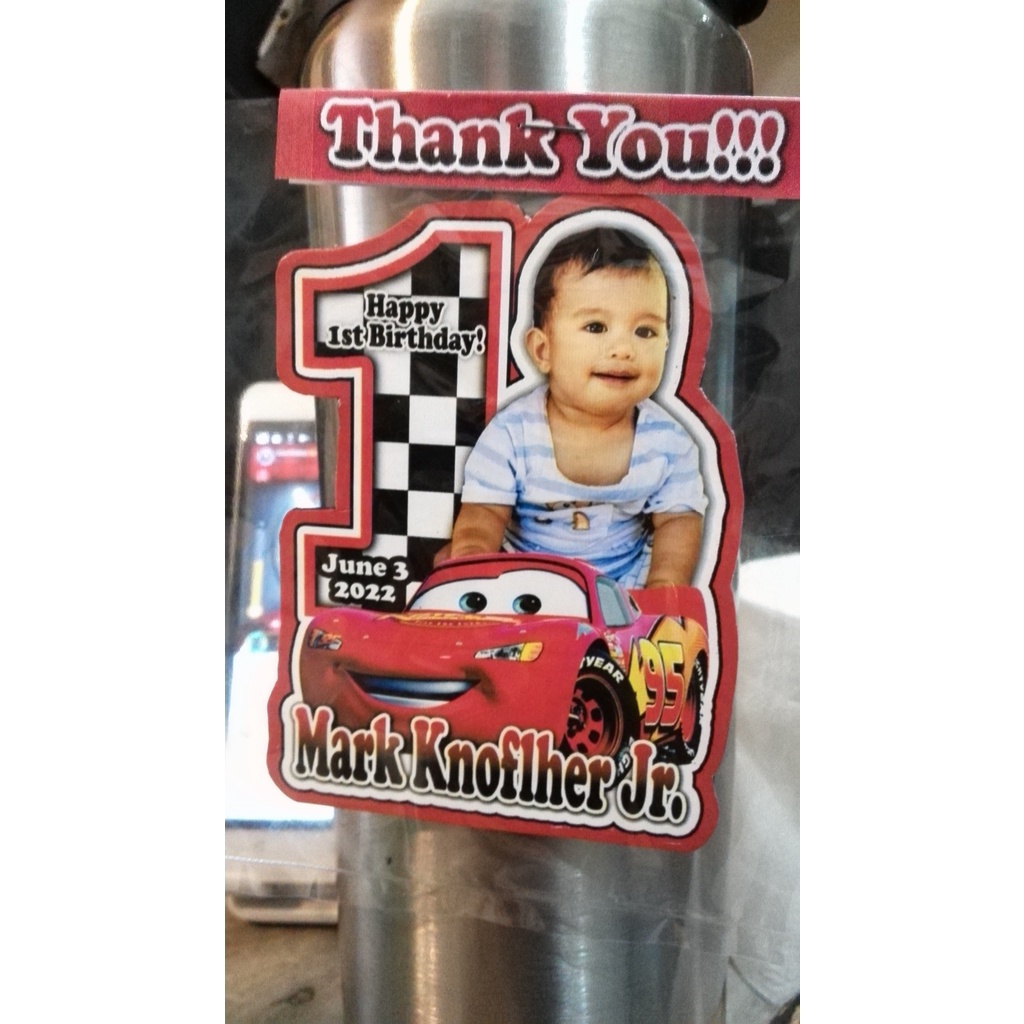 Thank You!!!
Happy
1st Birthday!
June 3
2022
95
Mark Knoflher Jr.